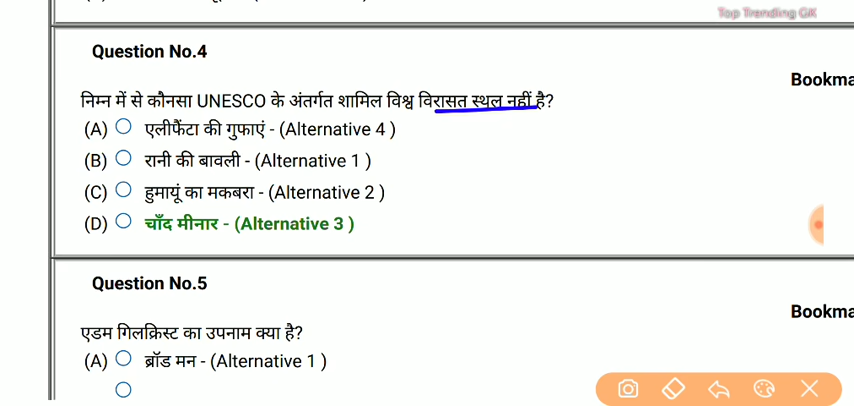 Top Trending GK
Question No.4
Bookma
निम्न में से कौनसा UNESCO के अंतर्गत शामिल विश्व विरासत स्थल नहीं है?
(A) एलीफैंटा की गुफाएं - (Alternative 4 )
(B) रानी की बावली - (Alternative 1 )
(C) हुमायूं का मकबरा - (Alternative 2 )
(D) चाँद मीनार - (Alternative 3 )
Question No.5
Bookma
एडम गिलक्रिस्ट का उपनाम क्या है?
(A) ब्रॉड मन - (Alternative 1 )